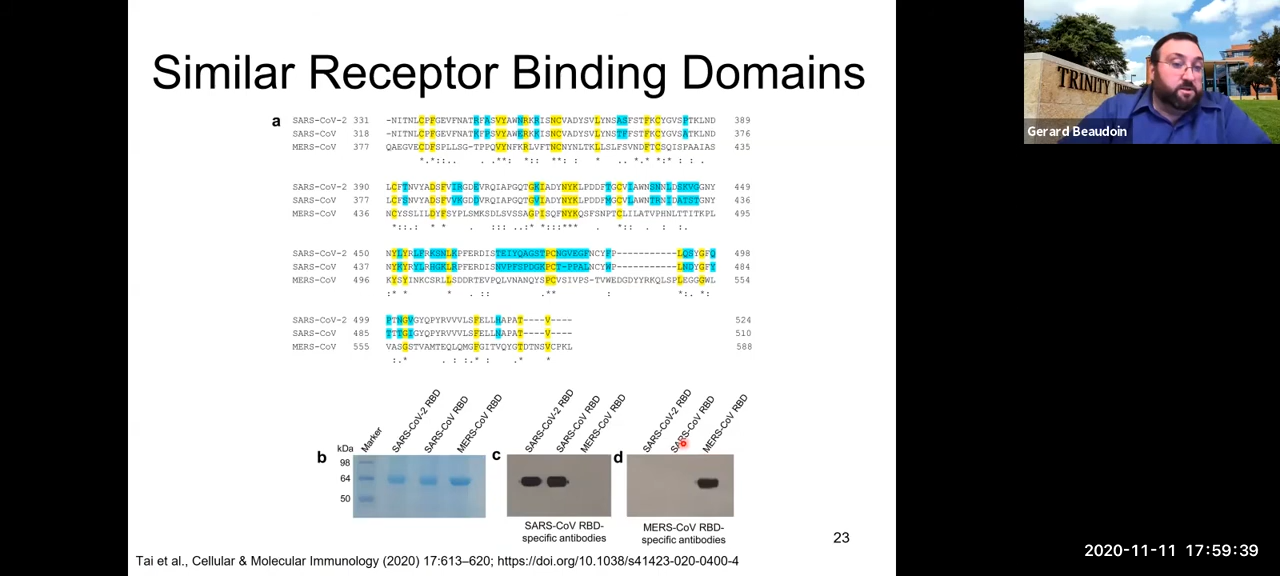 Similar Receptor Binding Domains
a
SARS-CoV-2 331 -NITNLCPFGEVFNATRFASVYAWNRKRISNCVADYSVLYNSASFSTFKCYGVSPTKLND 389
SARS-CoV 318 -NITNLCPFGEVFNATKFPSVYAWERKKISNCVADYSVLYNSTFFSTFKCYGVSATKLND 376
MERS-CoV 377 QAEGVECDFSPLLSG-TPPQVYNFKRLVFTNCNYNLTKLLSLFSVNDFTCSQISPAAIAS 435
SARS-CoV-2 390 LCFTNVYADSFVIRGDEVRQIAPGQTGKIADYNYKLPDDFTGCVIAWNSNNLDSKVGGNY 449
SARS-CoV 377 LCFSNVYADSFVVKGDDVRQIAPGQTGVIADYNYKLPDDFMGCVLAWNTRNIDATSTGNY 436
MERS-CoV 436 NCYSSLILDYFSYPLSMKSDLSVSSAGPISQFNYKQSFSNPTCLILATVPHNLTTITKPL 495
SARS-CoV-2 450 NYLYRLFRKSNLKPFERDISTEIYQAGSTPCNGVEGFNCYFP-----------LQSYGFQ 498
SARS-CoV 437 NYKYRYLRHGKLRPFERDISNVPFSPDGKPCT-PPALNCYWP-----------LNDYGFY 484
MERS-CoV 496 KYSYINKCSRLLSDDRTEVPQLVNANQYSPCVSIVPS-TVWEDGDYYRKQLSPLEGGGWL 554
SARS-CoV-2 499 PTNGVGYQPYRVVVLSFELLHAPAT----V---- 524
SARS-CoV 485 TTTGIGYQPYRVVVLSFELLNAPAT----V---- 510
MERS-CoV 555 VASGSTVAMTEQLQMGFGITVQYGTDTNSVCPKL 588
b
kDa
Marker
SARS-CoV-2 RBD
SARS-CoV RBD
MERS-CoV RBD
98
64
50
c
SARS-CoV-2 RBD
SARS-CoV RBD
MERS-CoV RBD
SARS-CoV RBD-
specific antibodies
d
SARS-CoV-2 RBD
SARS-CoV RBD
MERS-CoV RBD
MERS-CoV RBD-
specific antibodies
23
Tai et al., Cellular & Molecular Immunology (2020) 17:613–620; https://doi.org/10.1038/s41423-020-0400-4
TRINITY
Gerard Beaudoin
2020-11-11 17:59:39